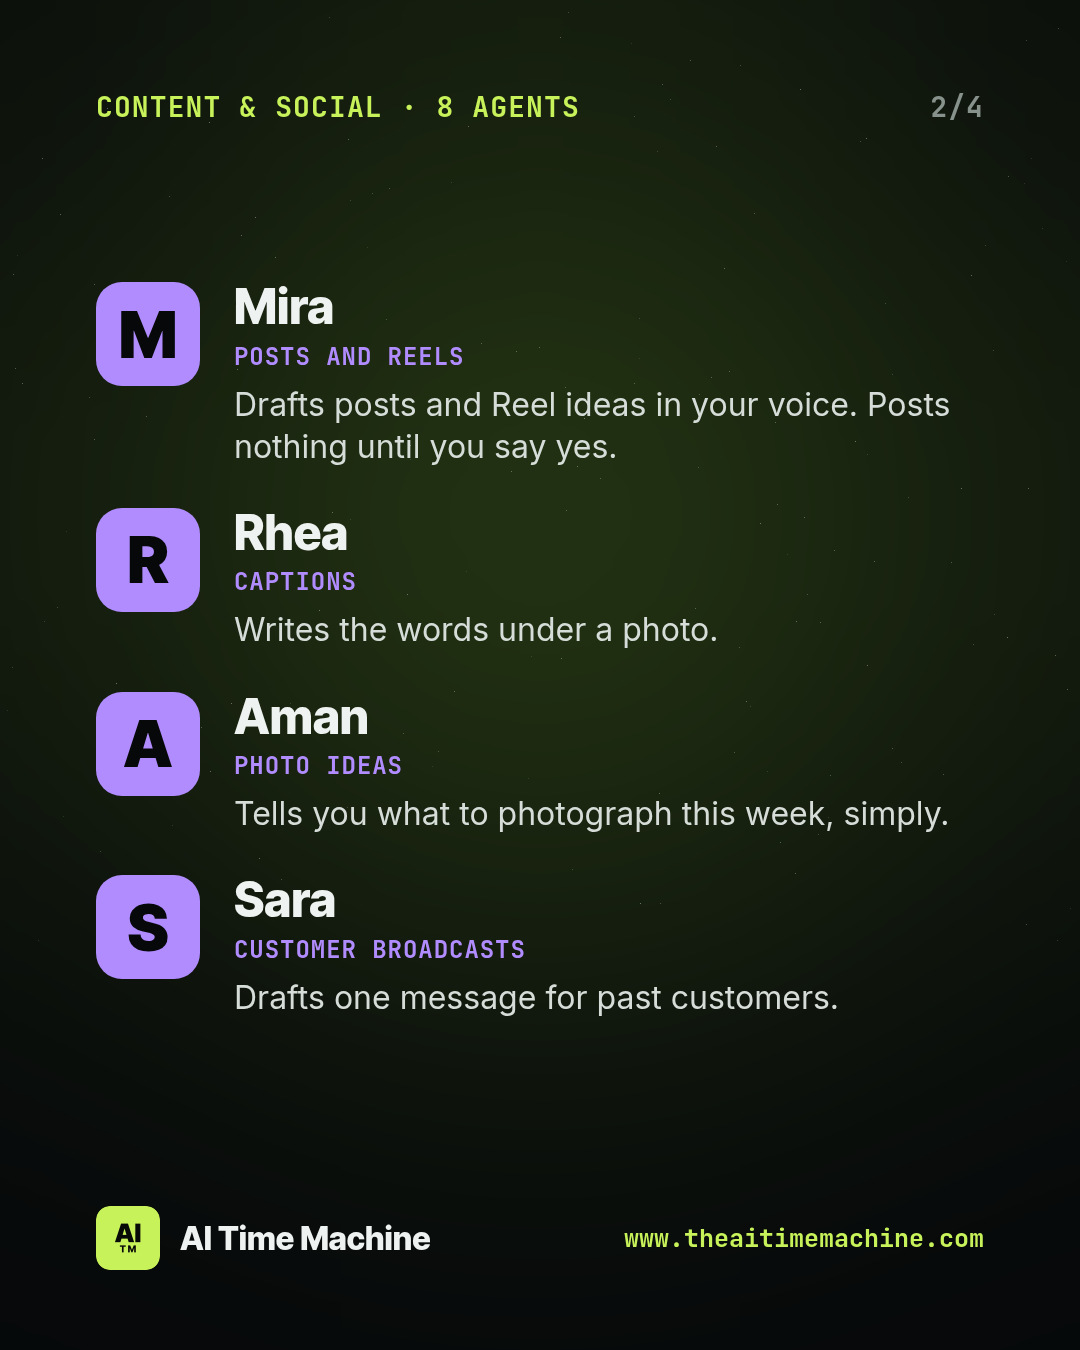 CONTENT & SOCIAL · 8 AGENTS
2/4
M
Mira
POSTS AND REELS
Drafts posts and Reel ideas in your voice. Posts
nothing until you say yes.
R
Rhea
CAPTIONS
Writes the words under a photo.
A
Aman
PHOTO IDEAS
Tells you what to photograph this week, simply.
S
Sara
CUSTOMER BROADCASTS
Drafts one message for past customers.
AI
TM
AI Time Machine
www.theaitimemachine.com